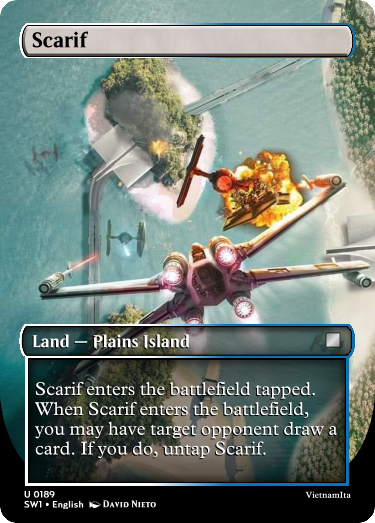 Scarif
Land — Plains Island
Scarif enters the battlefield tapped.
When Scarif enters the battlefield,
you may have target opponent draw a
card. If you do, untap Scarif.
U 0189
VietnamIta
SW1 • English DAVID NIETO